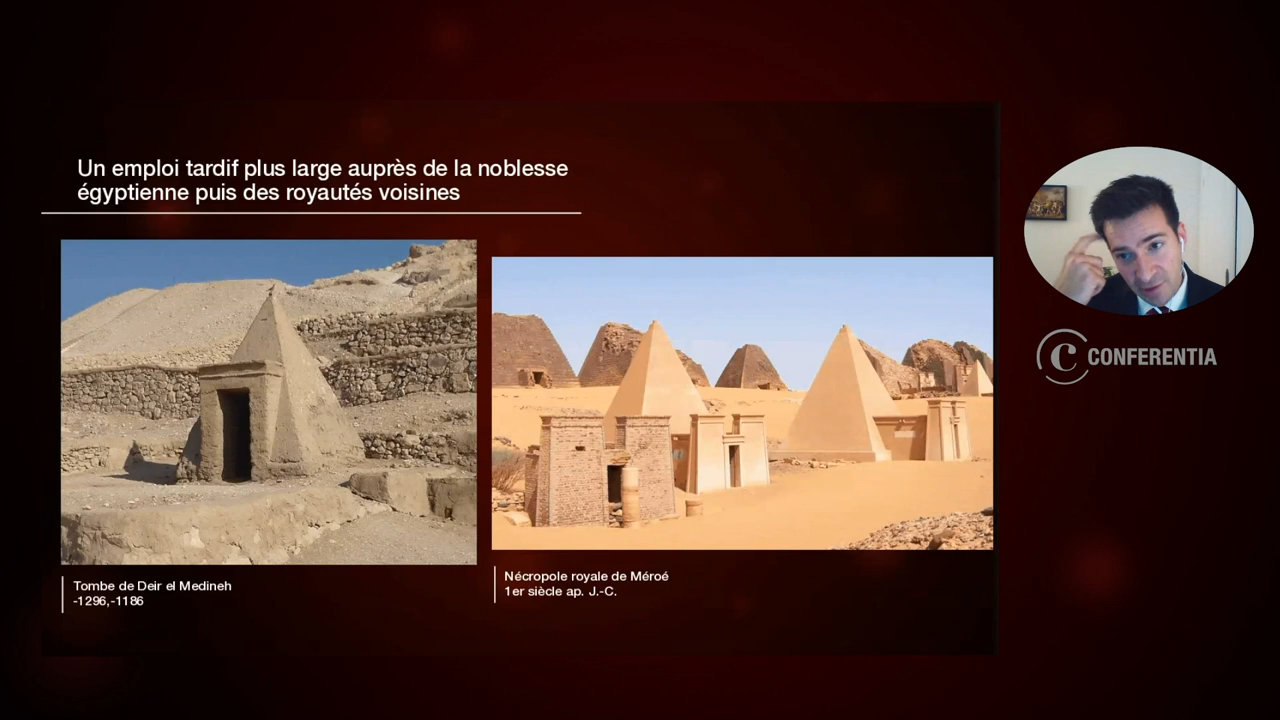 Un emploi tardif plus large auprès de la noblesse
égyptienne puis des royautés voisines
Tombe de Deir el Medineh
-1296,-1186
Nécropole royale de Méroé
1er siècle ap. J.-C.
C CONFERENTIA